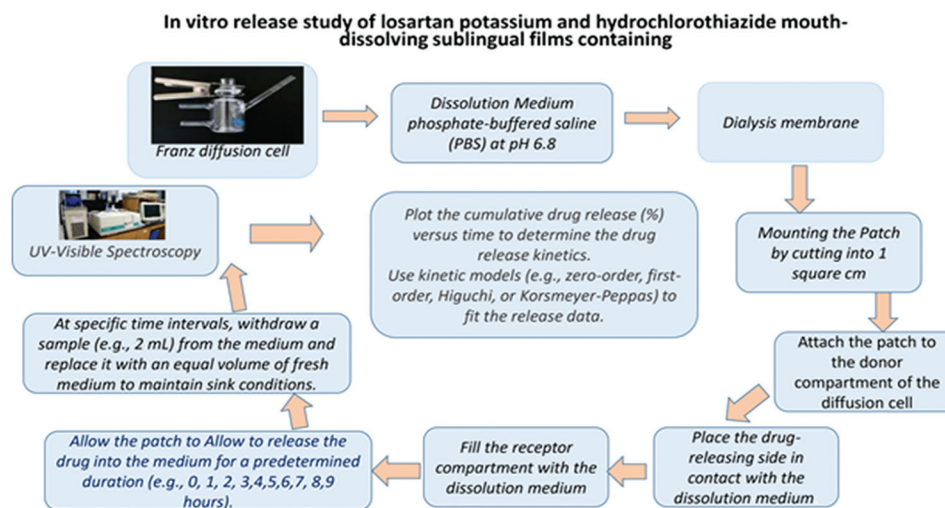 In vitro release study of losartan potassium and hydrochlorothiazide mouth-
dissolving sublingual films containing
Franz diffusion cell
Dissolution Medium
phosphate-buffered saline
(PBS) at pH 6.8
Dialysis membrane
Mounting the Patch
by cutting into 1
square cm
Attach the patch to
the donor
compartment of the
diffusion cell
Place the drug-
releasing side in
contact with the
dissolution medium
Fill the receptor
compartment with the
dissolution medium
Allow the patch to Allow to release the
drug into the medium for a predetermined
duration (e.g., 0, 1, 2, 3,4,5,6,7, 8,9
hours).
At specific time intervals, withdraw a
sample (e.g., 2 mL) from the medium and
replace it with an equal volume of fresh
medium to maintain sink conditions.
UV-Visible Spectroscopy
Plot the cumulative drug release (%)
versus time to determine the drug
release kinetics.
Use kinetic models (e.g., zero-order, first-
order, Higuchi, or Korsmeyer-Peppas) to
fit the release data.